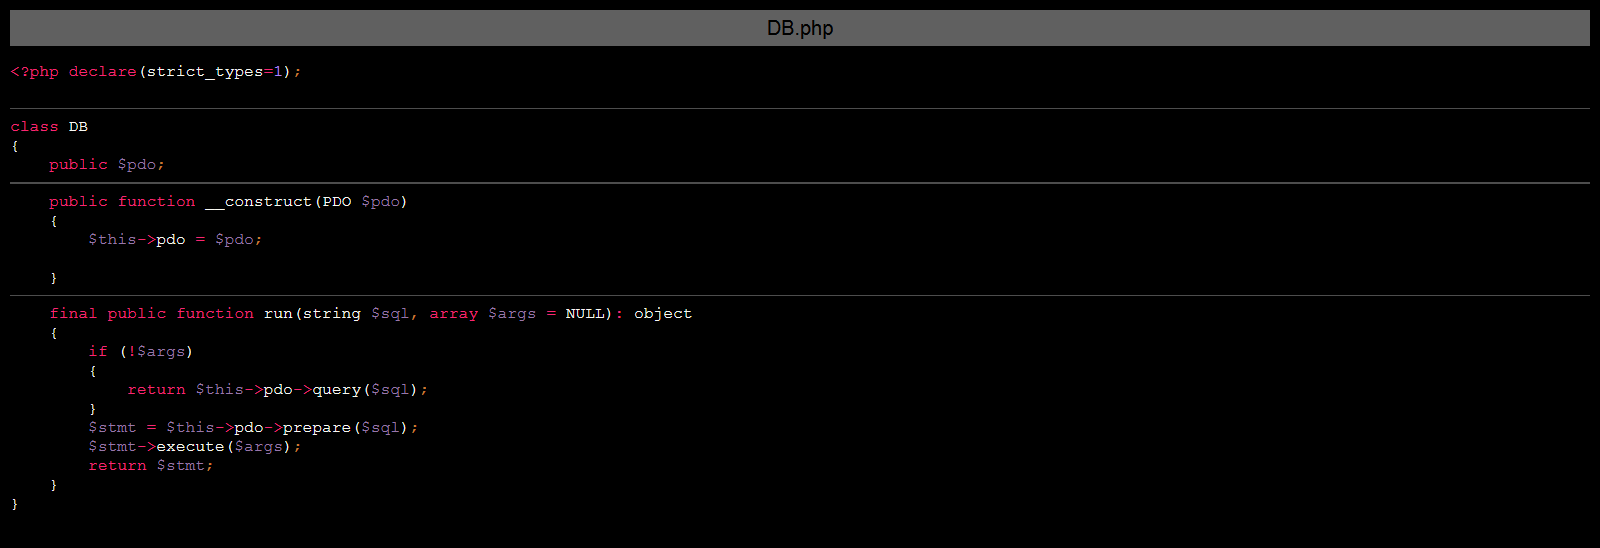 DB.php
<?php declare(strict_types=1);
class DB
{
    public $pdo;
    public function __construct(PDO $pdo)
    {
        $this->pdo = $pdo;
    }
    final public function run(string $sql, array $args = NULL): object
    {
        if (!$args)
        {
            return $this->pdo->query($sql);
        }
        $stmt = $this->pdo->prepare($sql);
        $stmt->execute($args);
        return $stmt;
    }
}